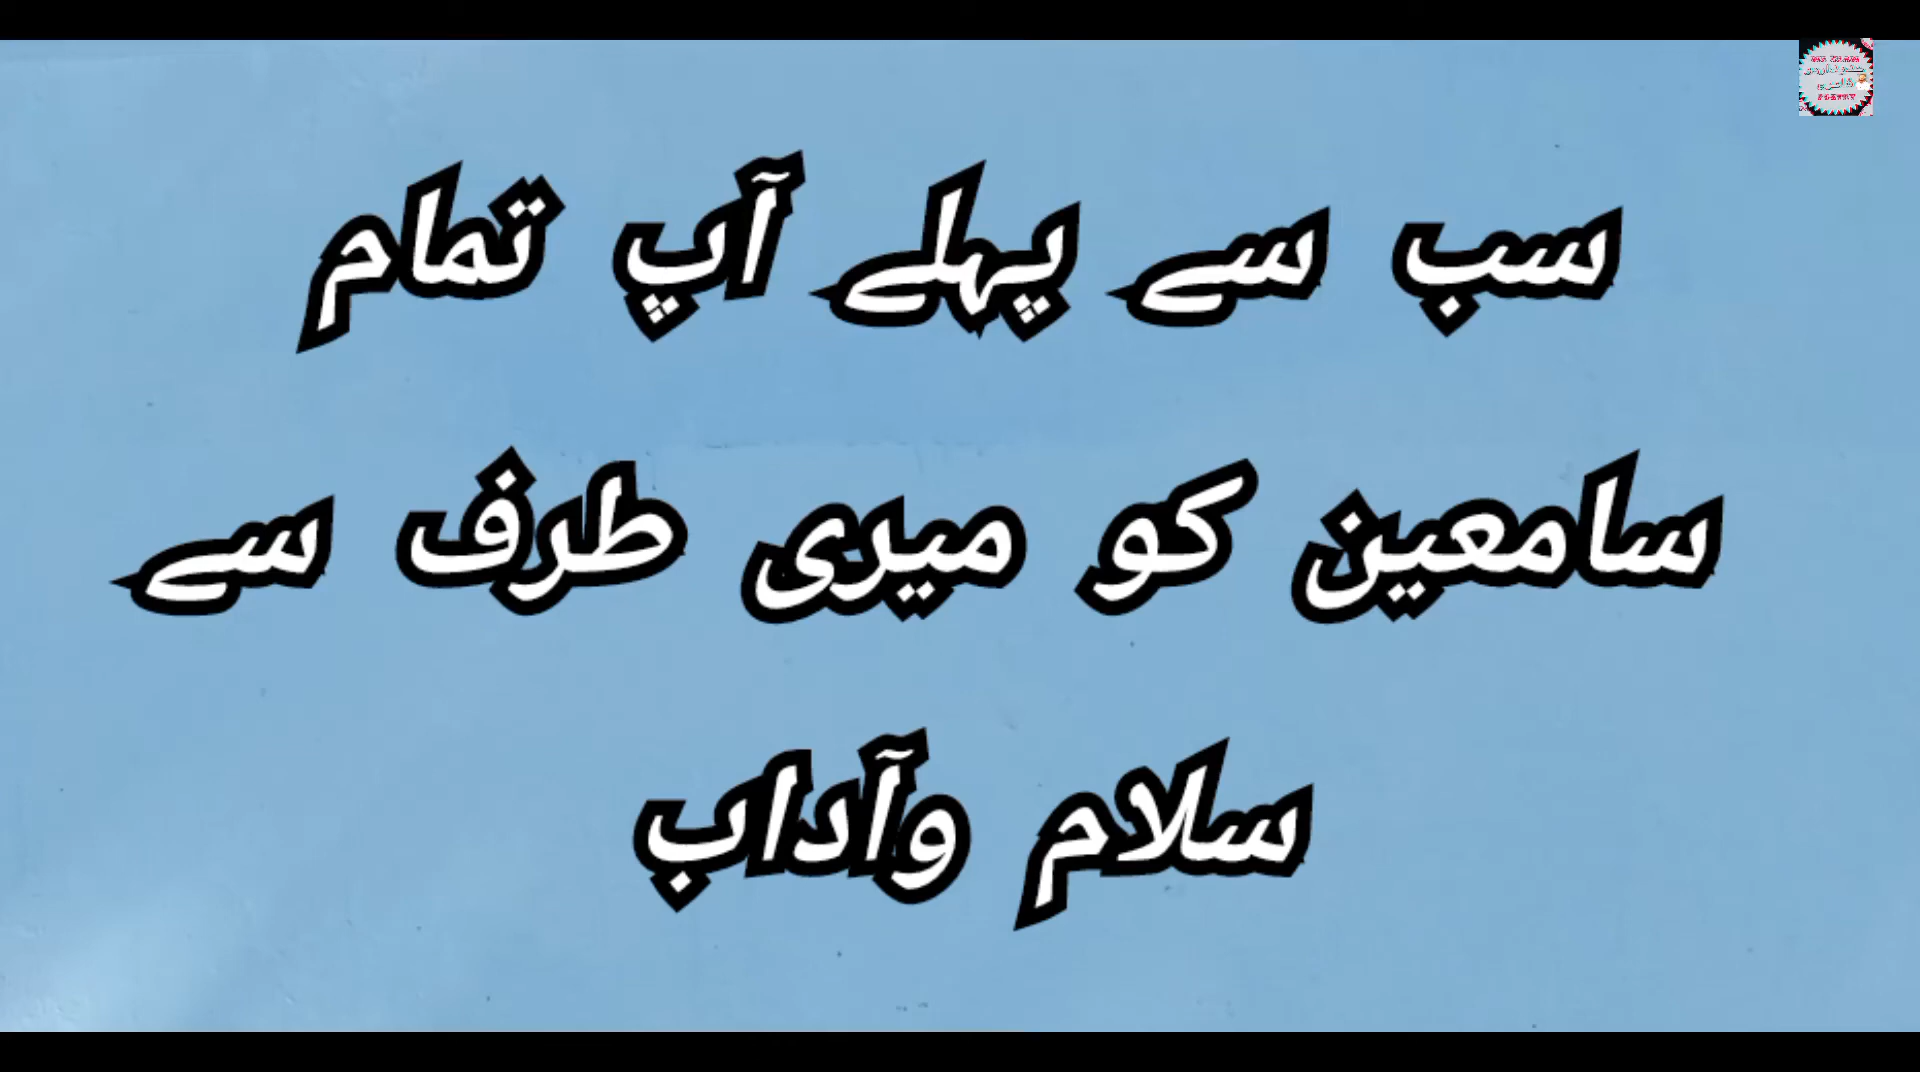 سب سے پہلے آپ تمام
سامعین کو میری طرف سے
سلام وآداب